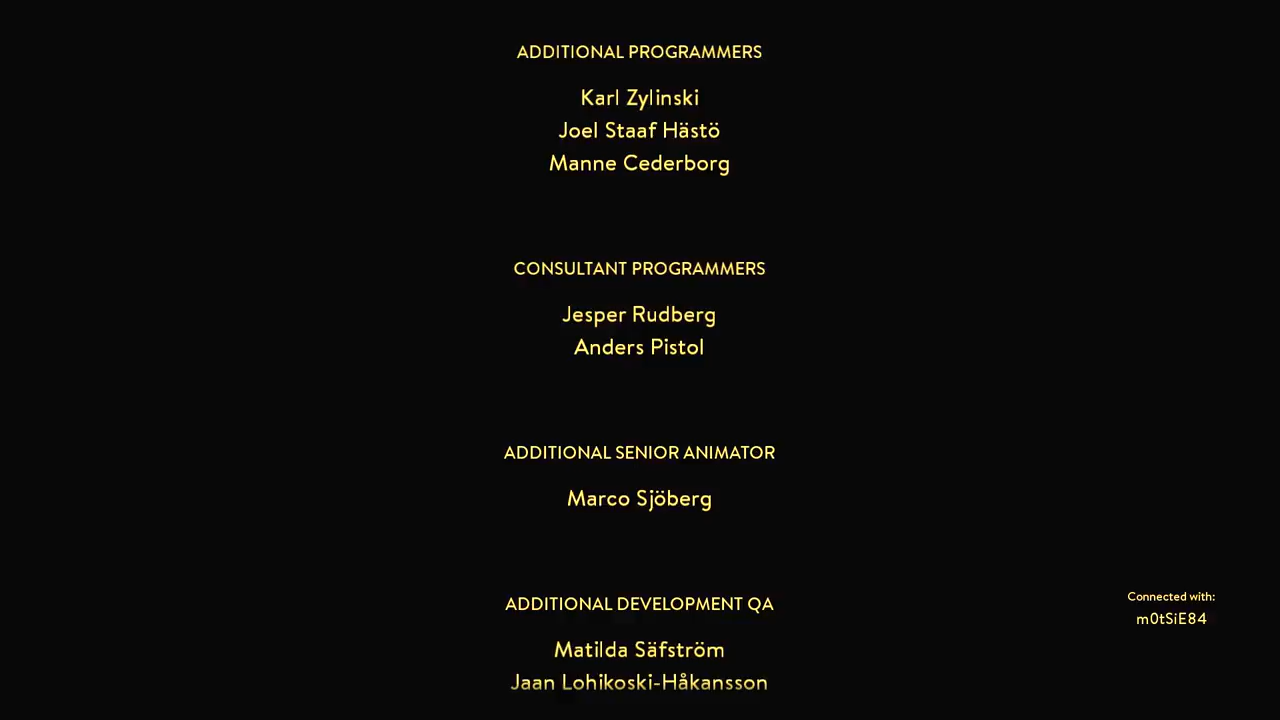 ADDITIONAL PROGRAMMERS
Karl Zylinski
Joel Staaf Hästö
Manne Cederborg
CONSULTANT PROGRAMMERS
Jesper Rudberg
Anders Pistol
ADDITIONAL SENIOR ANIMATOR
Marco Sjöberg
ADDITIONAL DEVELOPMENT QA
Matilda Säfström
Jaan Lohikoski-Håkansson
Connected with:
m0tSiE84